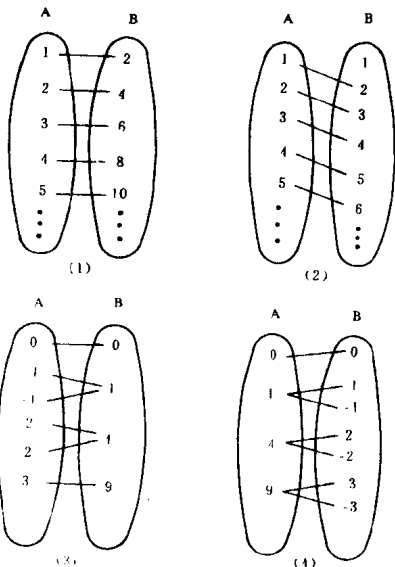 A B A B
1 2 1 1
2 4 2 2
3 6 3 3
4 8 4 4
5 10 5 5
6
(1) (2)
A B A B
0 0 0 0
1 1 1 1
-1 -1
2 4 2
2 4 -2
3 9 9 3
-3
(3) (4)